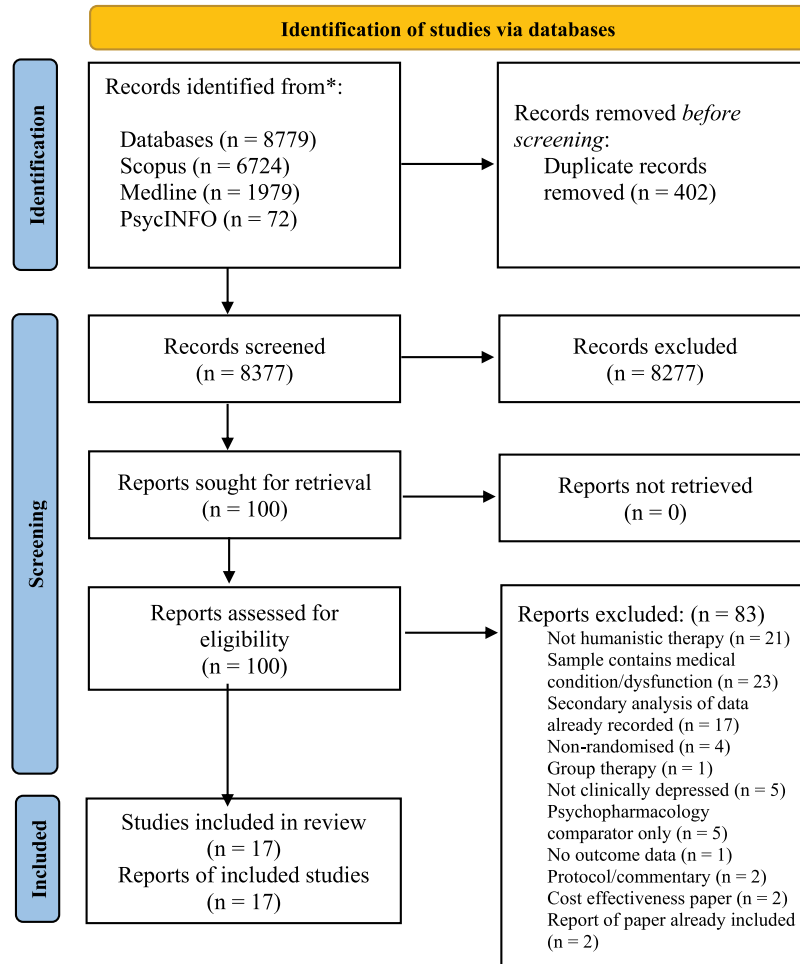 Identification of studies via databases
Identification
Records identified from*:
Databases (n = 8779)
Scopus (n = 6724)
Medline (n = 1979)
PsycINFO (n = 72)
Records removed before
screening:
Duplicate records
removed (n = 402)
Screening
Records screened
(n = 8377)
Records excluded
(n = 8277)
Reports sought for retrieval
(n = 100)
Reports not retrieved
(n = 0)
Reports assessed for
eligibility
(n = 100)
Reports excluded: (n = 83)
Not humanistic therapy (n = 21)
Sample contains medical
condition/dysfunction (n = 23)
Secondary analysis of data
already recorded (n = 17)
Non-randomised (n = 4)
Group therapy (n = 1)
Not clinically depressed (n = 5)
Psychopharmacology
comparator only (n = 5)
No outcome data (n = 1)
Protocol/commentary (n = 2)
Cost effectiveness paper (n = 2)
Report of paper already included
(n = 2)
Included
Studies included in review
(n = 17)
Reports of included studies
(n = 17)